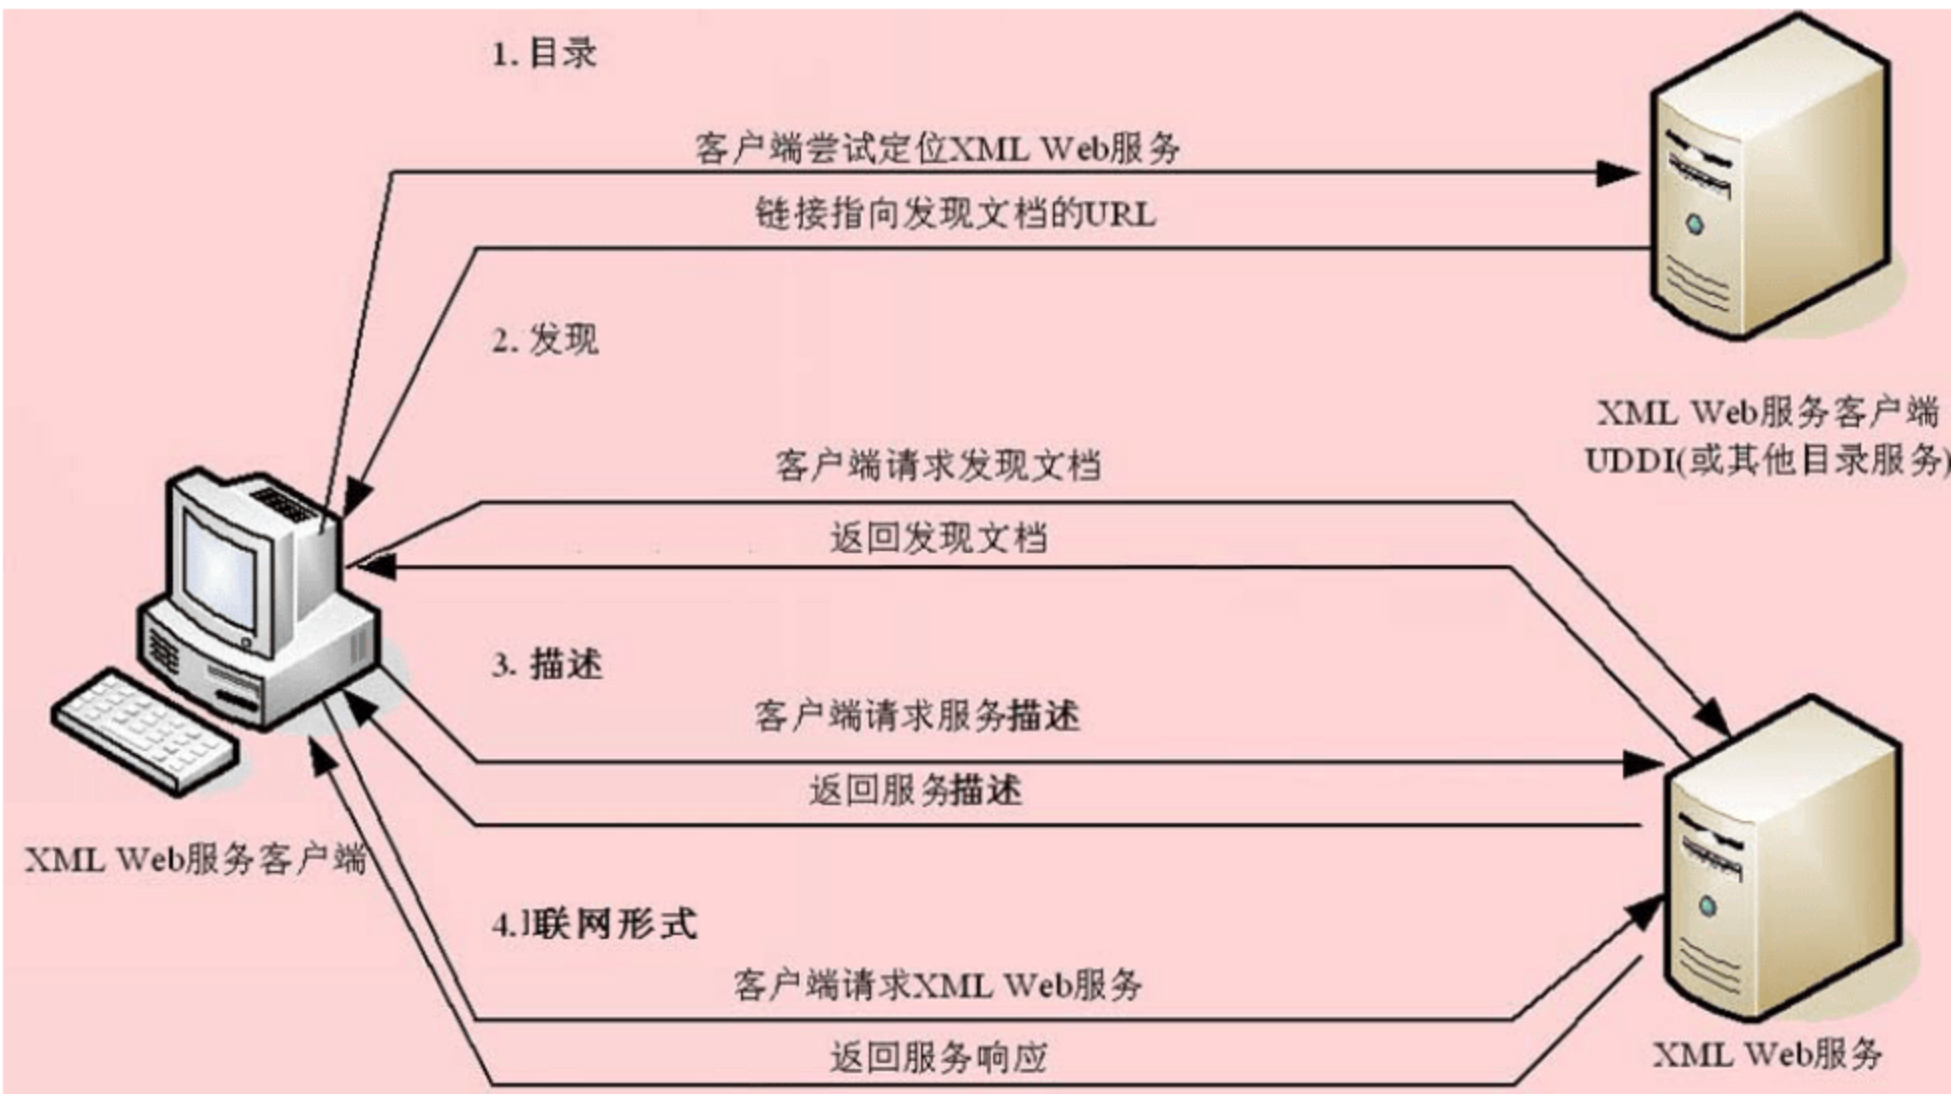 1. 目录
客户端尝试定位XML Web服务
链接指向发现文档的URL
2. 发现
XML Web服务客户端
UDDI(或其他目录服务)
客户端请求发现文档
返回发现文档
3. 描述
客户端请求服务描述
返回服务描述
XML Web服务客户端
4.联网形式
客户端请求XML Web服务
返回服务响应
XML Web服务